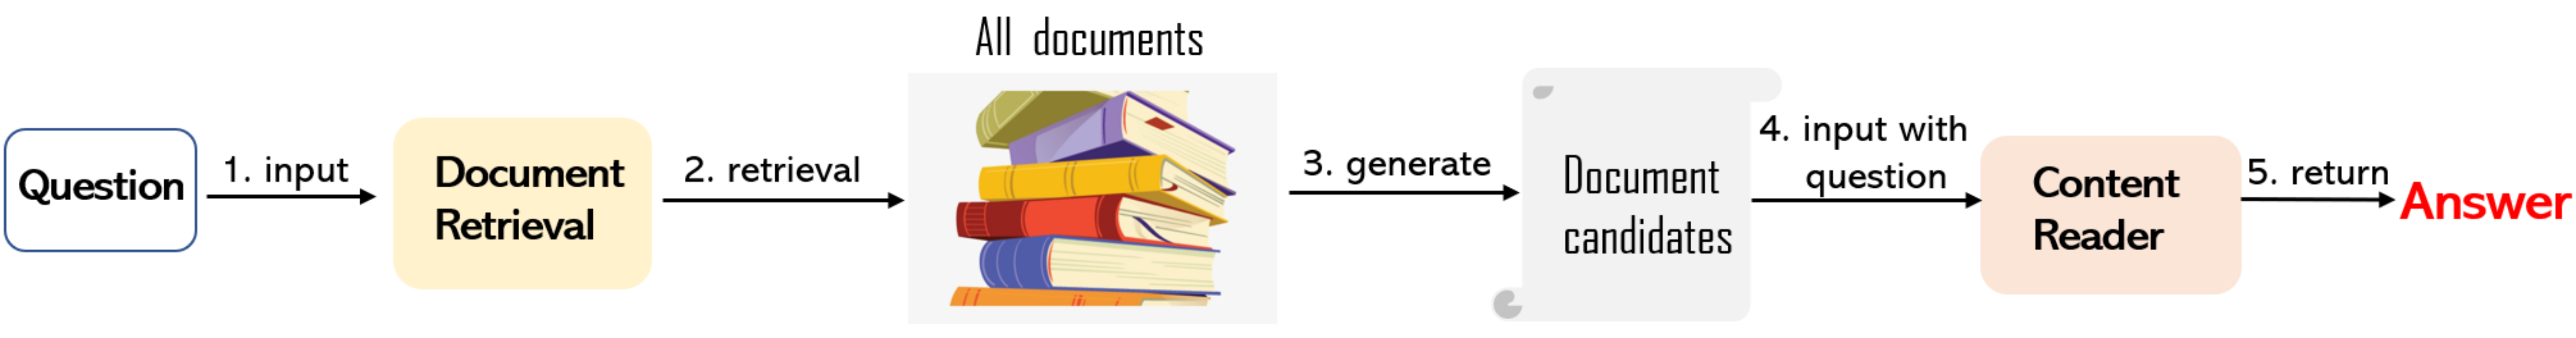 All documents
Question
1. input
Document
Retrieval
2. retrieval
3. generate
Document
candidates
4. input with
question
Content
Reader
5. return
Answer